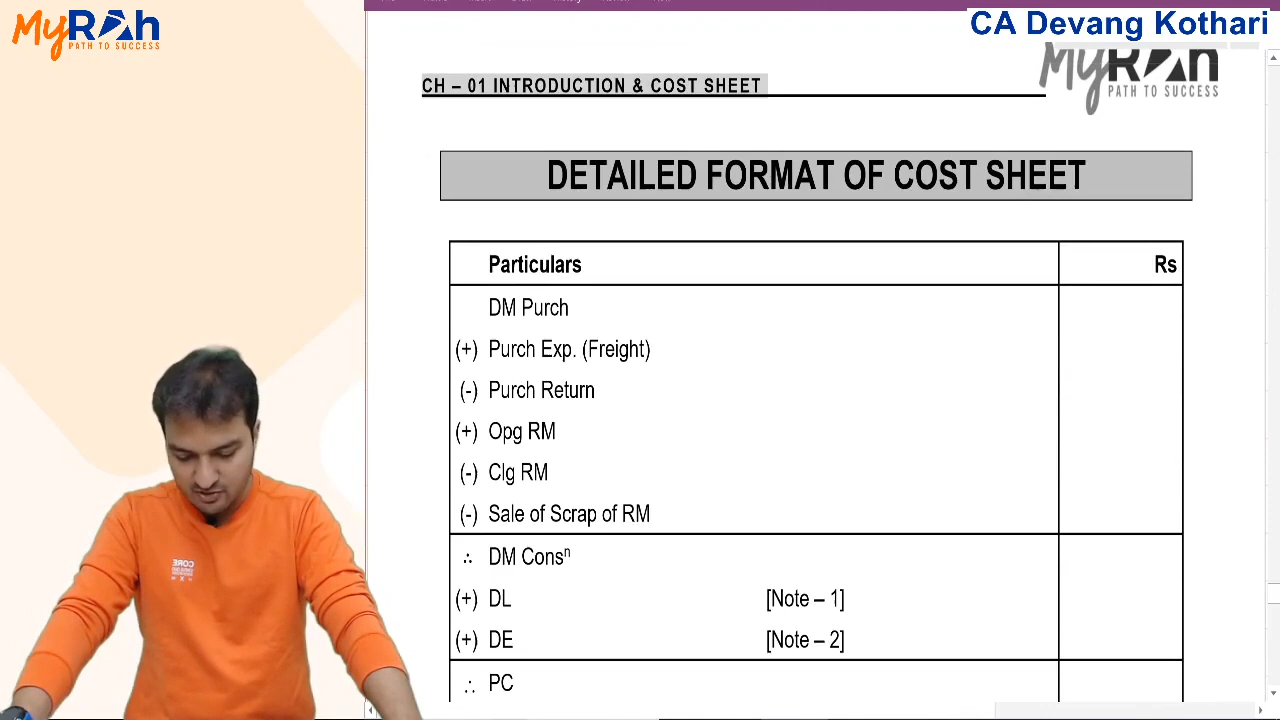 MyRAh
PATH TO SUCCESS
CA Devang Kothari
CH – 01 INTRODUCTION & COST SHEET
MyRAh
PATH TO SUCCESS
DETAILED FORMAT OF COST SHEET
Particulars Rs
DM Purch
(+) Purch Exp. (Freight)
(-) Purch Return
(+) Opg RM
(-) Clg RM
(-) Sale of Scrap of RM
∴ DM Consⁿ
(+) DL [Note – 1]
(+) DE [Note – 2]
∴ PC